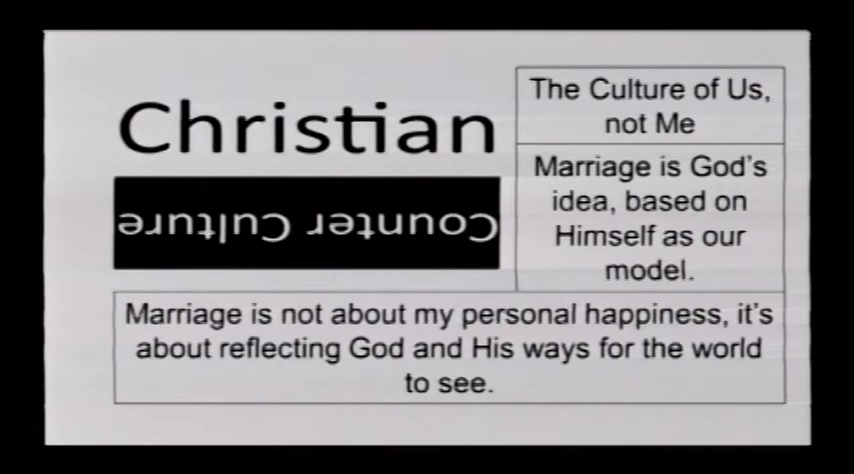 Christian
Counter Culture
The Culture of Us,
not Me
Marriage is God's
idea, based on
Himself as our
model.
Marriage is not about my personal happiness, it's
about reflecting God and His ways for the world
to see.